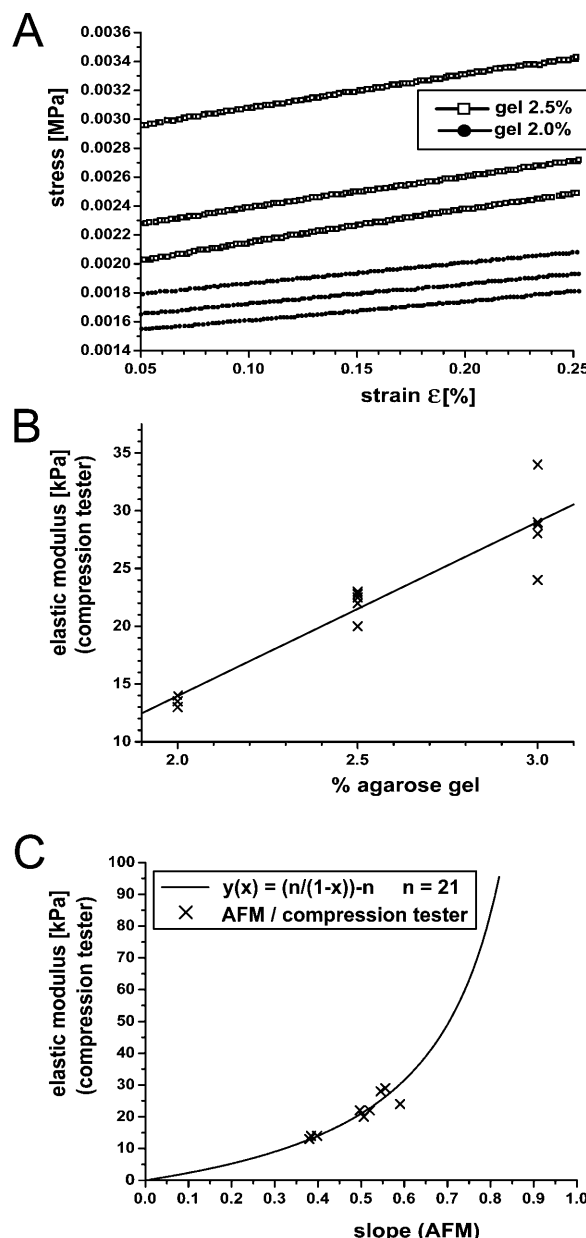 A
0.0036
0.0034
0.0032
0.0030
0.0028
0.0026
0.0024
0.0022
0.0020
0.0018
0.0016
0.0014
stress [MPa]
gel 2.5%
gel 2.0%
0.05 0.10 0.15 0.20 0.25
strain ε[%]
B
35
30
25
20
15
10
elastic modulus [kPa]
(compression tester)
2.0 2.5 3.0
% agarose gel
C
100
90
80
70
60
50
40
30
20
10
0
elastic modulus [kPa]
(compression tester)
y(x) = (n/(1-x))-n n = 21
AFM / compression tester
0.0 0.1 0.2 0.3 0.4 0.5 0.6 0.7 0.8 0.9 1.0
slope (AFM)